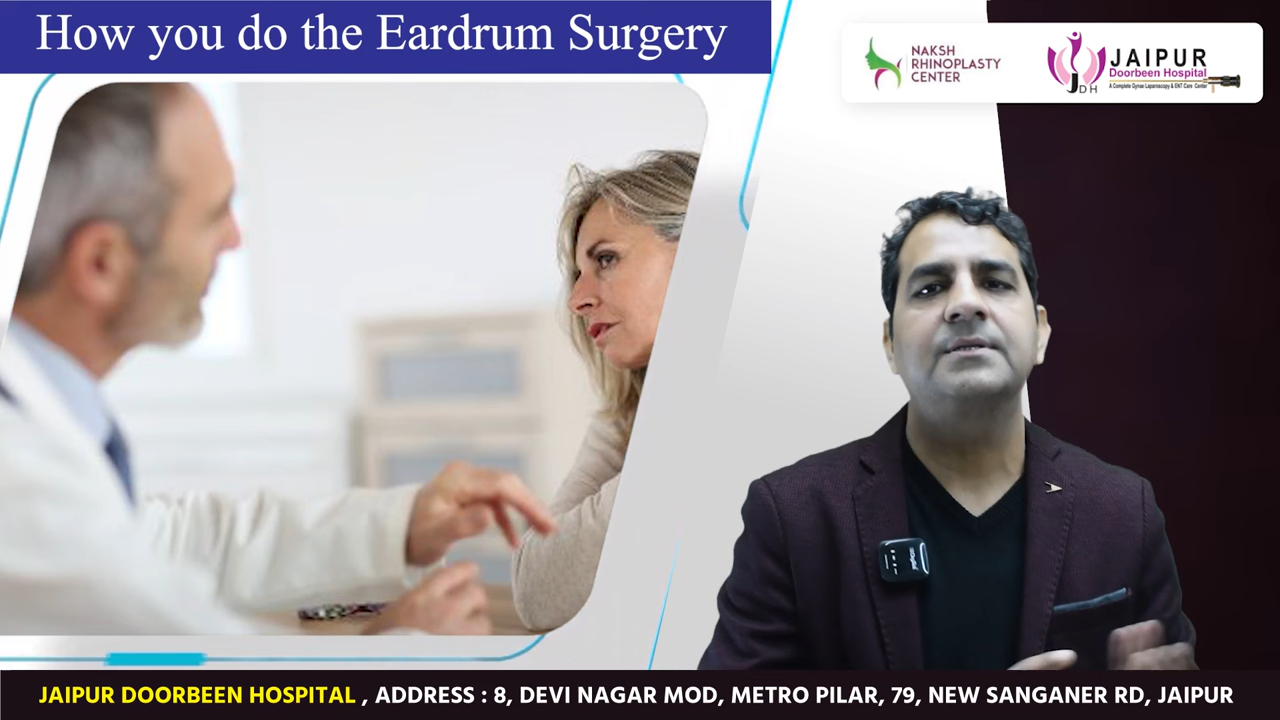 How you do the Eardrum Surgery
NAKSH
RHINOPLASTY
CENTER
JAIPUR
Doorbeen Hospital
JDH
A Complete Gynae Laparoscopy & ENT Care Center
JAIPUR DOORBEEN HOSPITAL , ADDRESS : 8, DEVI NAGAR MOD, METRO PILAR, 79, NEW SANGANER RD, JAIPUR